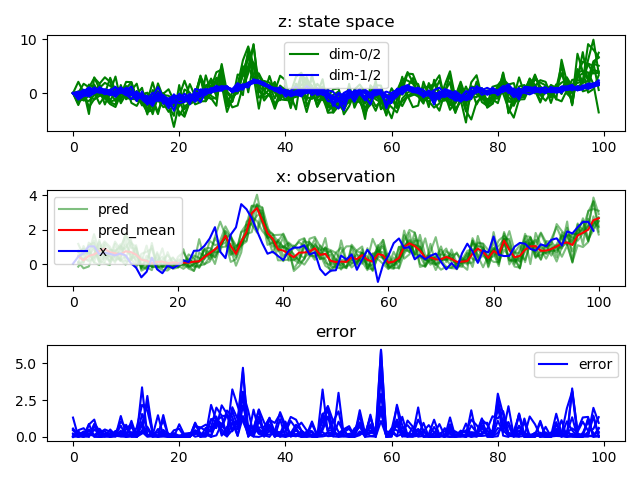 z: state space
10
0
dim-0/2
dim-1/2
0 20 40 60 80 100
x: observation
4
2
0
pred
pred_mean
x
0 20 40 60 80 100
error
5.0
2.5
0.0
error
0 20 40 60 80 100